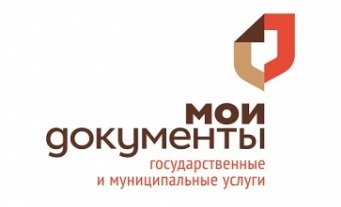 мои
документы
государственные
и муниципальные услуги